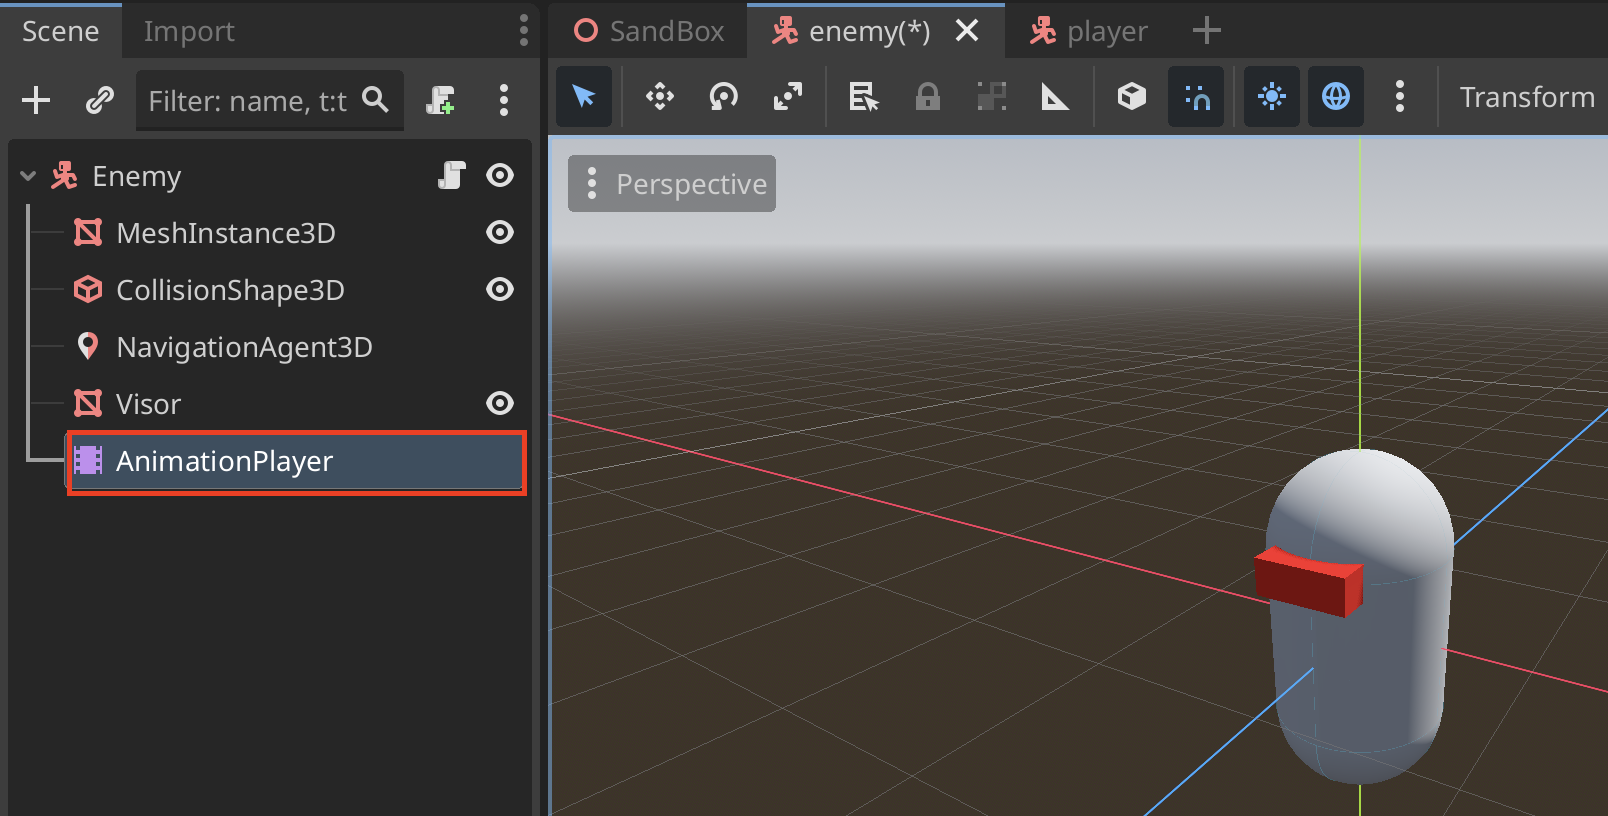 Scene
Import
SandBox
enemy(*)
player
Filter: name, t:t
Transform
Perspective
Enemy
MeshInstance3D
CollisionShape3D
NavigationAgent3D
Visor
AnimationPlayer